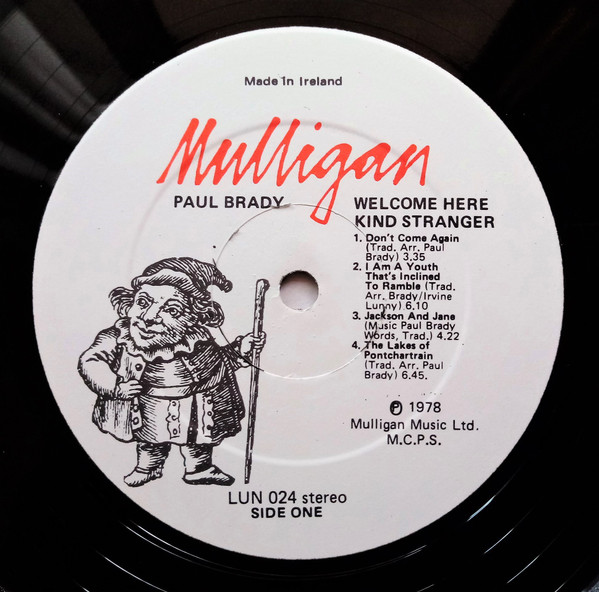 Made in Ireland
Mulligan
PAUL BRADY
WELCOME HERE
KIND STRANGER
1. Don't Come Again
(Trad. Arr. Paul
Brady) 3,35
2. I Am A Youth
That's Inclined
To Ramble (Trad.
Arr. Brady/Irvine
Lunny) 6.10
3. Jackson And Jane
(Music Paul Brady
Words, Trad.) 4.22
4. The Lakes of
Pontchartrain
(Trad. Arr. Paul
Brady) 6.45.
℗ 1978
Mulligan Music Ltd.
M.C.P.S.
LUN 024 stereo
SIDE ONE